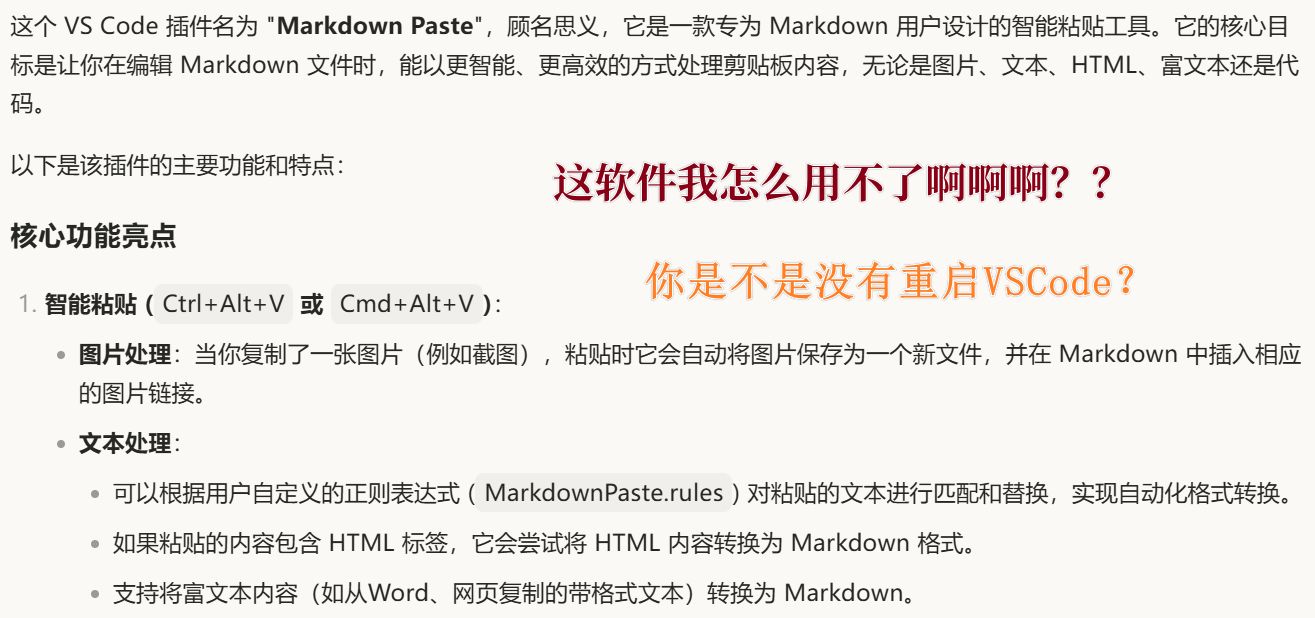 这个 VS Code 插件名为 "Markdown Paste"，顾名思义，它是一款专为 Markdown 用户设计的智能粘贴工具。它的核心目
标是让你在编辑 Markdown 文件时，能以更智能、更高效的方式处理剪贴板内容，无论是图片、文本、HTML、富文本还是代
码。
以下是该插件的主要功能和特点：
这软件我怎么用不了啊啊啊？？
核心功能亮点
你是不是没有重启VSCode？
1. 智能粘贴 ( Ctrl+Alt+V 或 Cmd+Alt+V )：
• 图片处理：当你复制了一张图片（例如截图），粘贴时它会自动将图片保存为一个新文件，并在 Markdown 中插入相应
的图片链接。
• 文本处理：
• 可以根据用户自定义的正则表达式 ( MarkdownPaste.rules ) 对粘贴的文本进行匹配和替换，实现自动化格式转换。
• 如果粘贴的内容包含 HTML 标签，它会尝试将 HTML 内容转换为 Markdown 格式。
• 支持将富文本内容（如从Word、网页复制的带格式文本）转换为 Markdown。